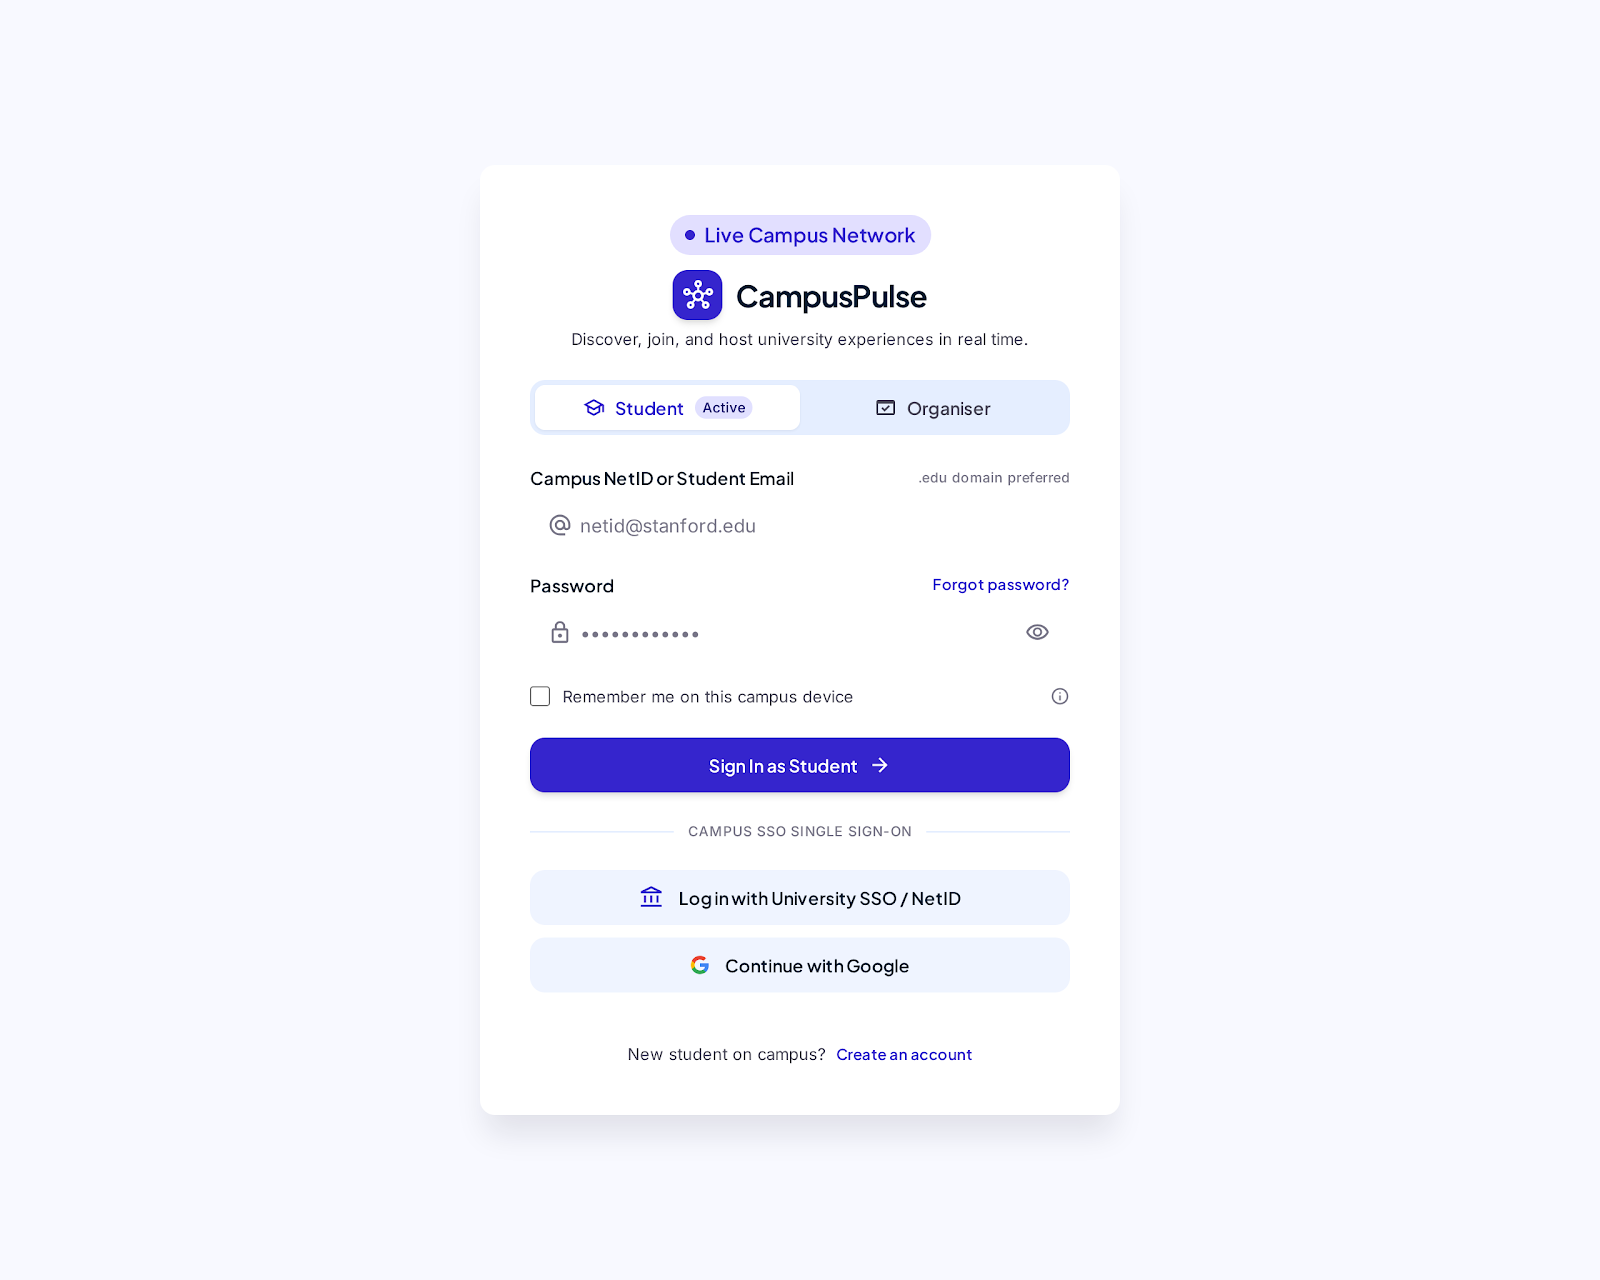 Live Campus Network
CampusPulse
Discover, join, and host university experiences in real time.
Student Active Organiser
Campus NetID or Student Email .edu domain preferred
netid@stanford.edu
Password Forgot password?
••••••••••••
Remember me on this campus device
Sign In as Student
CAMPUS SSO SINGLE SIGN-ON
Log in with University SSO / NetID
Continue with Google
New student on campus? Create an account